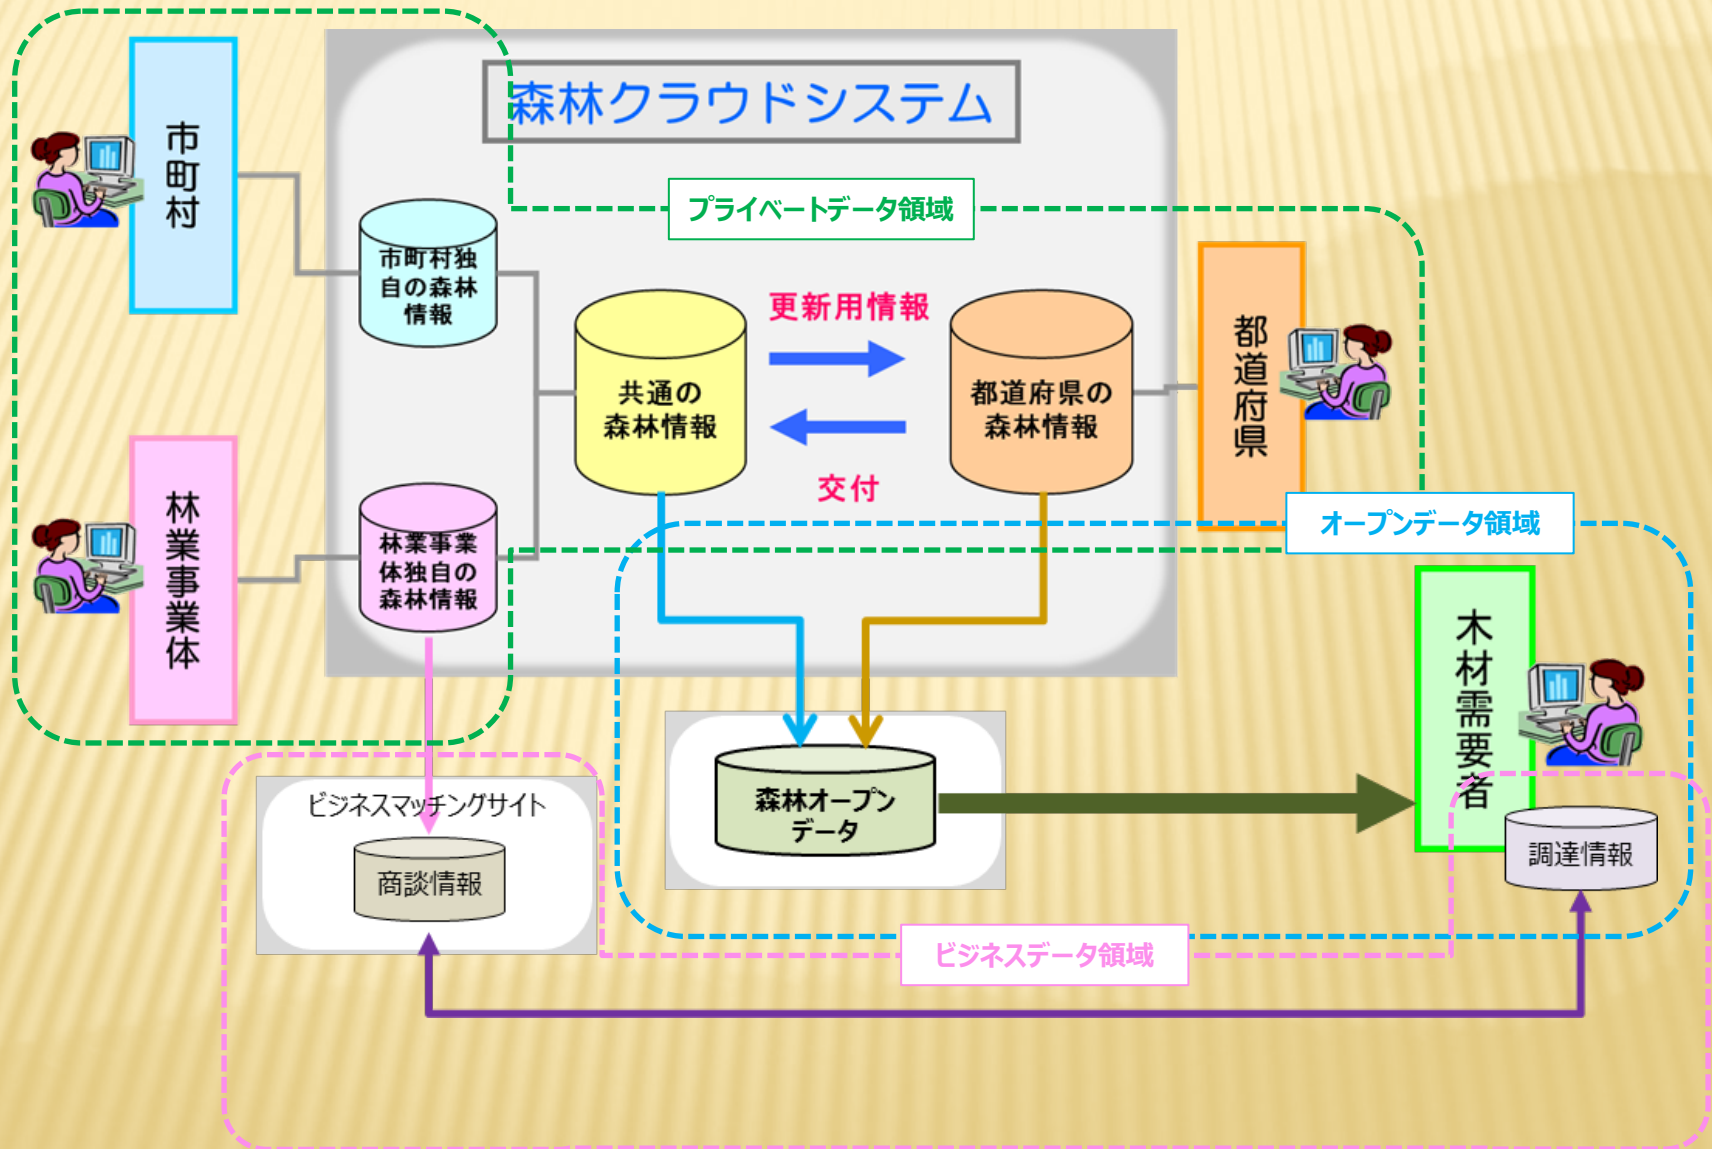 森林クラウドシステム
市町村
プライベートデータ領域
市町村独
自の森林
情報
更新用情報
共通の
森林情報
都道府県の
森林情報
都道府県
交付
林業事業体
林業事業
体独自の
森林情報
オープンデータ領域
木材需要者
ビジネスマッチングサイト
商談情報
森林オープン
データ
調達情報
ビジネスデータ領域